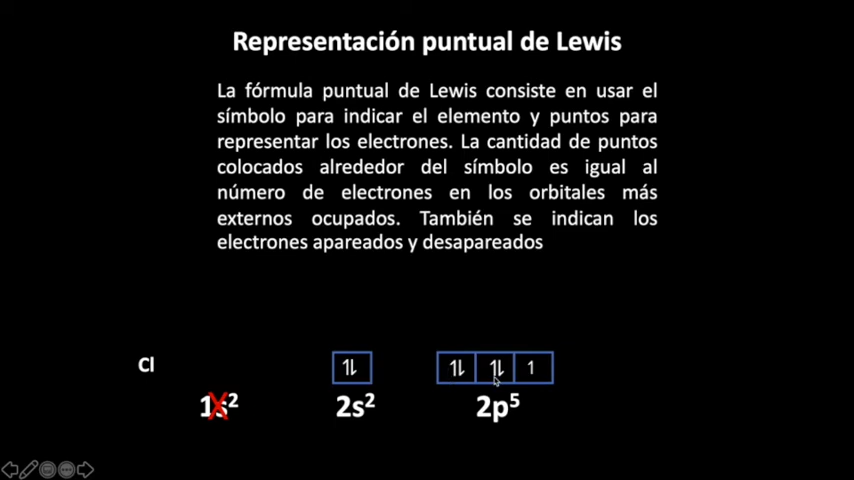 Representación puntual de Lewis
La fórmula puntual de Lewis consiste en usar el
símbolo para indicar el elemento y puntos para
representar los electrones. La cantidad de puntos
colocados alrededor del símbolo es igual al
número de electrones en los orbitales más
externos ocupados. También se indican los
electrones apareados y desapareados
Cl ⥮ ⥮ ⥮ 1
1s² 2s² 2p⁵